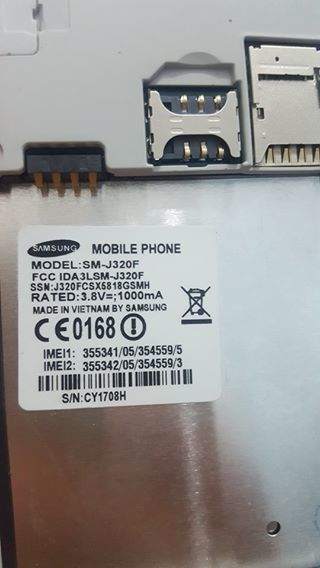 SAMSUNG MOBILE PHONE
MODEL:SM-J320F
FCC IDA3LSM-J320F
SSN:J320FCSX6818GSMH
RATED:3.8V⎓;1000mA
MADE IN VIETNAM BY SAMSUNG
CE0168!
IMEI1: 355341/05/354559/5
IMEI2: 355342/05/354559/3
S/N:CY1708H